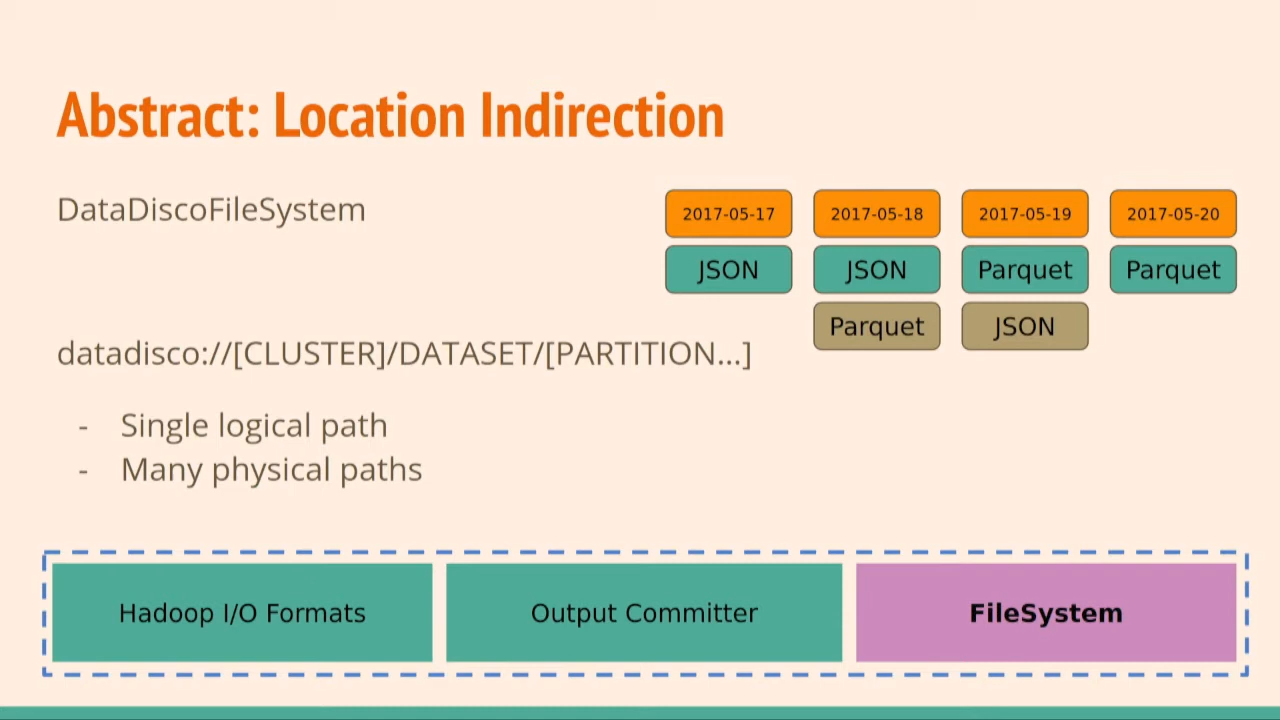 Abstract: Location Indirection
DataDiscoFileSystem
2017-05-17 2017-05-18 2017-05-19 2017-05-20
JSON JSON Parquet Parquet
Parquet JSON
datadisco://[CLUSTER]/DATASET/[PARTITION...]
- Single logical path
- Many physical paths
Hadoop I/O Formats Output Committer FileSystem